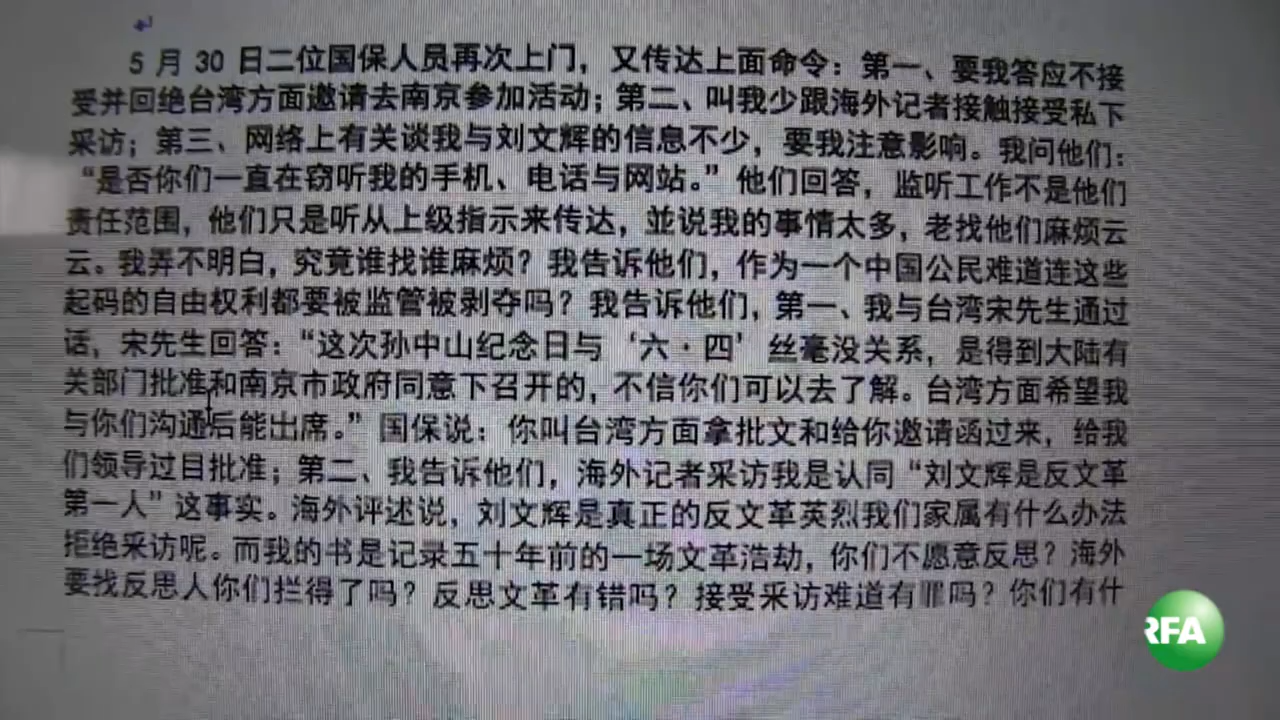 5 月 30 日二位国保人员再次上门，又传达上面命令：第一、要我答应不接
受并回绝台湾方面邀请去南京参加活动；第二、叫我少跟海外记者接触接受私下
采访；第三、网络上有关谈我与刘文辉的信息不少，要我注意影响。我问他们：
“是否你们一直在窃听我的手机、电话与网站。”他们回答，监听工作不是他们
责任范围，他们只是听从上级指示来传达，並说我的事情太多，老找他们麻烦云
云。我弄不明白，究竟谁找谁麻烦？我告诉他们，作为一个中国公民难道连这些
起码的自由权利都要被监管被剥夺吗？我告诉他们，第一、我与台湾宋先生通过
话，宋先生回答：“这次孙中山纪念日与‘六·四’丝毫没关系，是得到大陆有
关部门批准和南京市政府同意下召开的，不信你们可以去了解。台湾方面希望我
与你们沟通后能出席。”国保说：你叫台湾方面拿批文和给你邀请函过来，给我
们领导过目批准；第二、我告诉他们，海外记者采访我是认同“刘文辉是反文革
第一人”这事实。海外评述说，刘文辉是真正的反文革英烈我们家属有什么办法
拒绝采访呢。而我的书是记录五十年前的一场文革浩劫，你们不愿意反思？海外
要找反思人你们拦得了吗？反思文革有错吗？接受采访难道有罪吗？你们有什
RFA